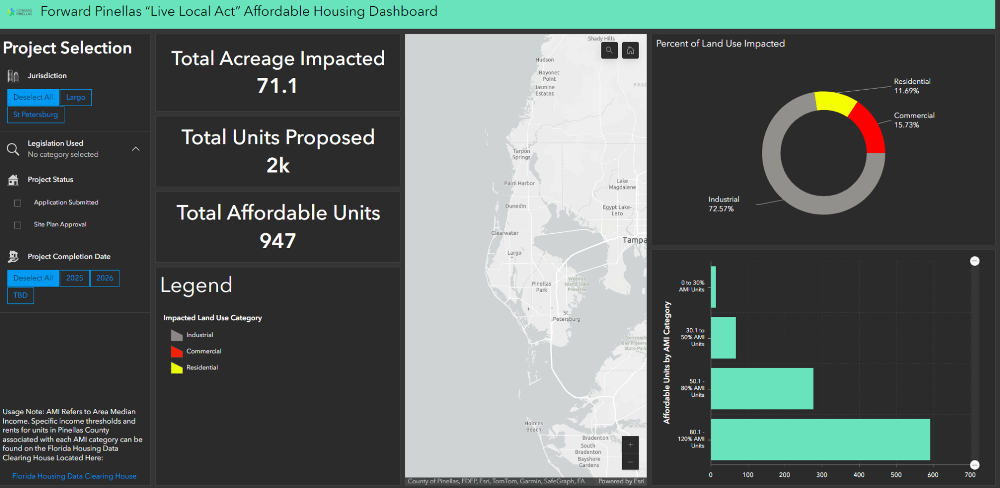 FORWARD
PINELLAS
Forward Pinellas “Live Local Act” Affordable Housing Dashboard
Project Selection
Jurisdiction
Deselect All
Largo
St Petersburg
Legislation Used
No category selected
Project Status
Application Submitted
Site Plan Approval
Project Completion Date
Deselect All
2025
2026
TBD
Usage Note: AMI Refers to Area Median
Income. Specific income thresholds and
rents for units in Pinellas County
associated with each AMI category can be
found on the Florida Housing Data
Clearing House Located Here:
Florida Housing Data Clearing House
Total Acreage Impacted
71.1
Total Units Proposed
2k
Total Affordable Units
947
Legend
Impacted Land Use Category
Industrial
Commercial
Residential
Shady Hills
Hudson
Bayonet
Point
Jasmine
Estates
PASC
Tarpon
Springs
Palm Harbor
Lake
Magdalene
Dunedin
Egypt Lake-
Leto
Clearwater
Tampa
Largo
Pinellas
Park
Weedon
Island State
Preserve
St.
Petersburg
Cockroach
Bay Preserv
State Park
Holmes
Beach
MANA
Bradenton
South
Bradenton
Bayshore
Gardens
+
−
County of Pinellas, FDEP, Esri, TomTom, Garmin, SafeGraph, FA...
Powered by Esri
Percent of Land Use Impacted
Residential
11.69%
Commercial
15.73%
Industrial
72.57%
Affordable Units by AMI Category
0 to 30%
AMI Units
30.1 to
50% AMI
Units
50.1 -
80% AMI
Units
80.1 -
120% AMI
Units
0
100
200
300
400
500
600
700